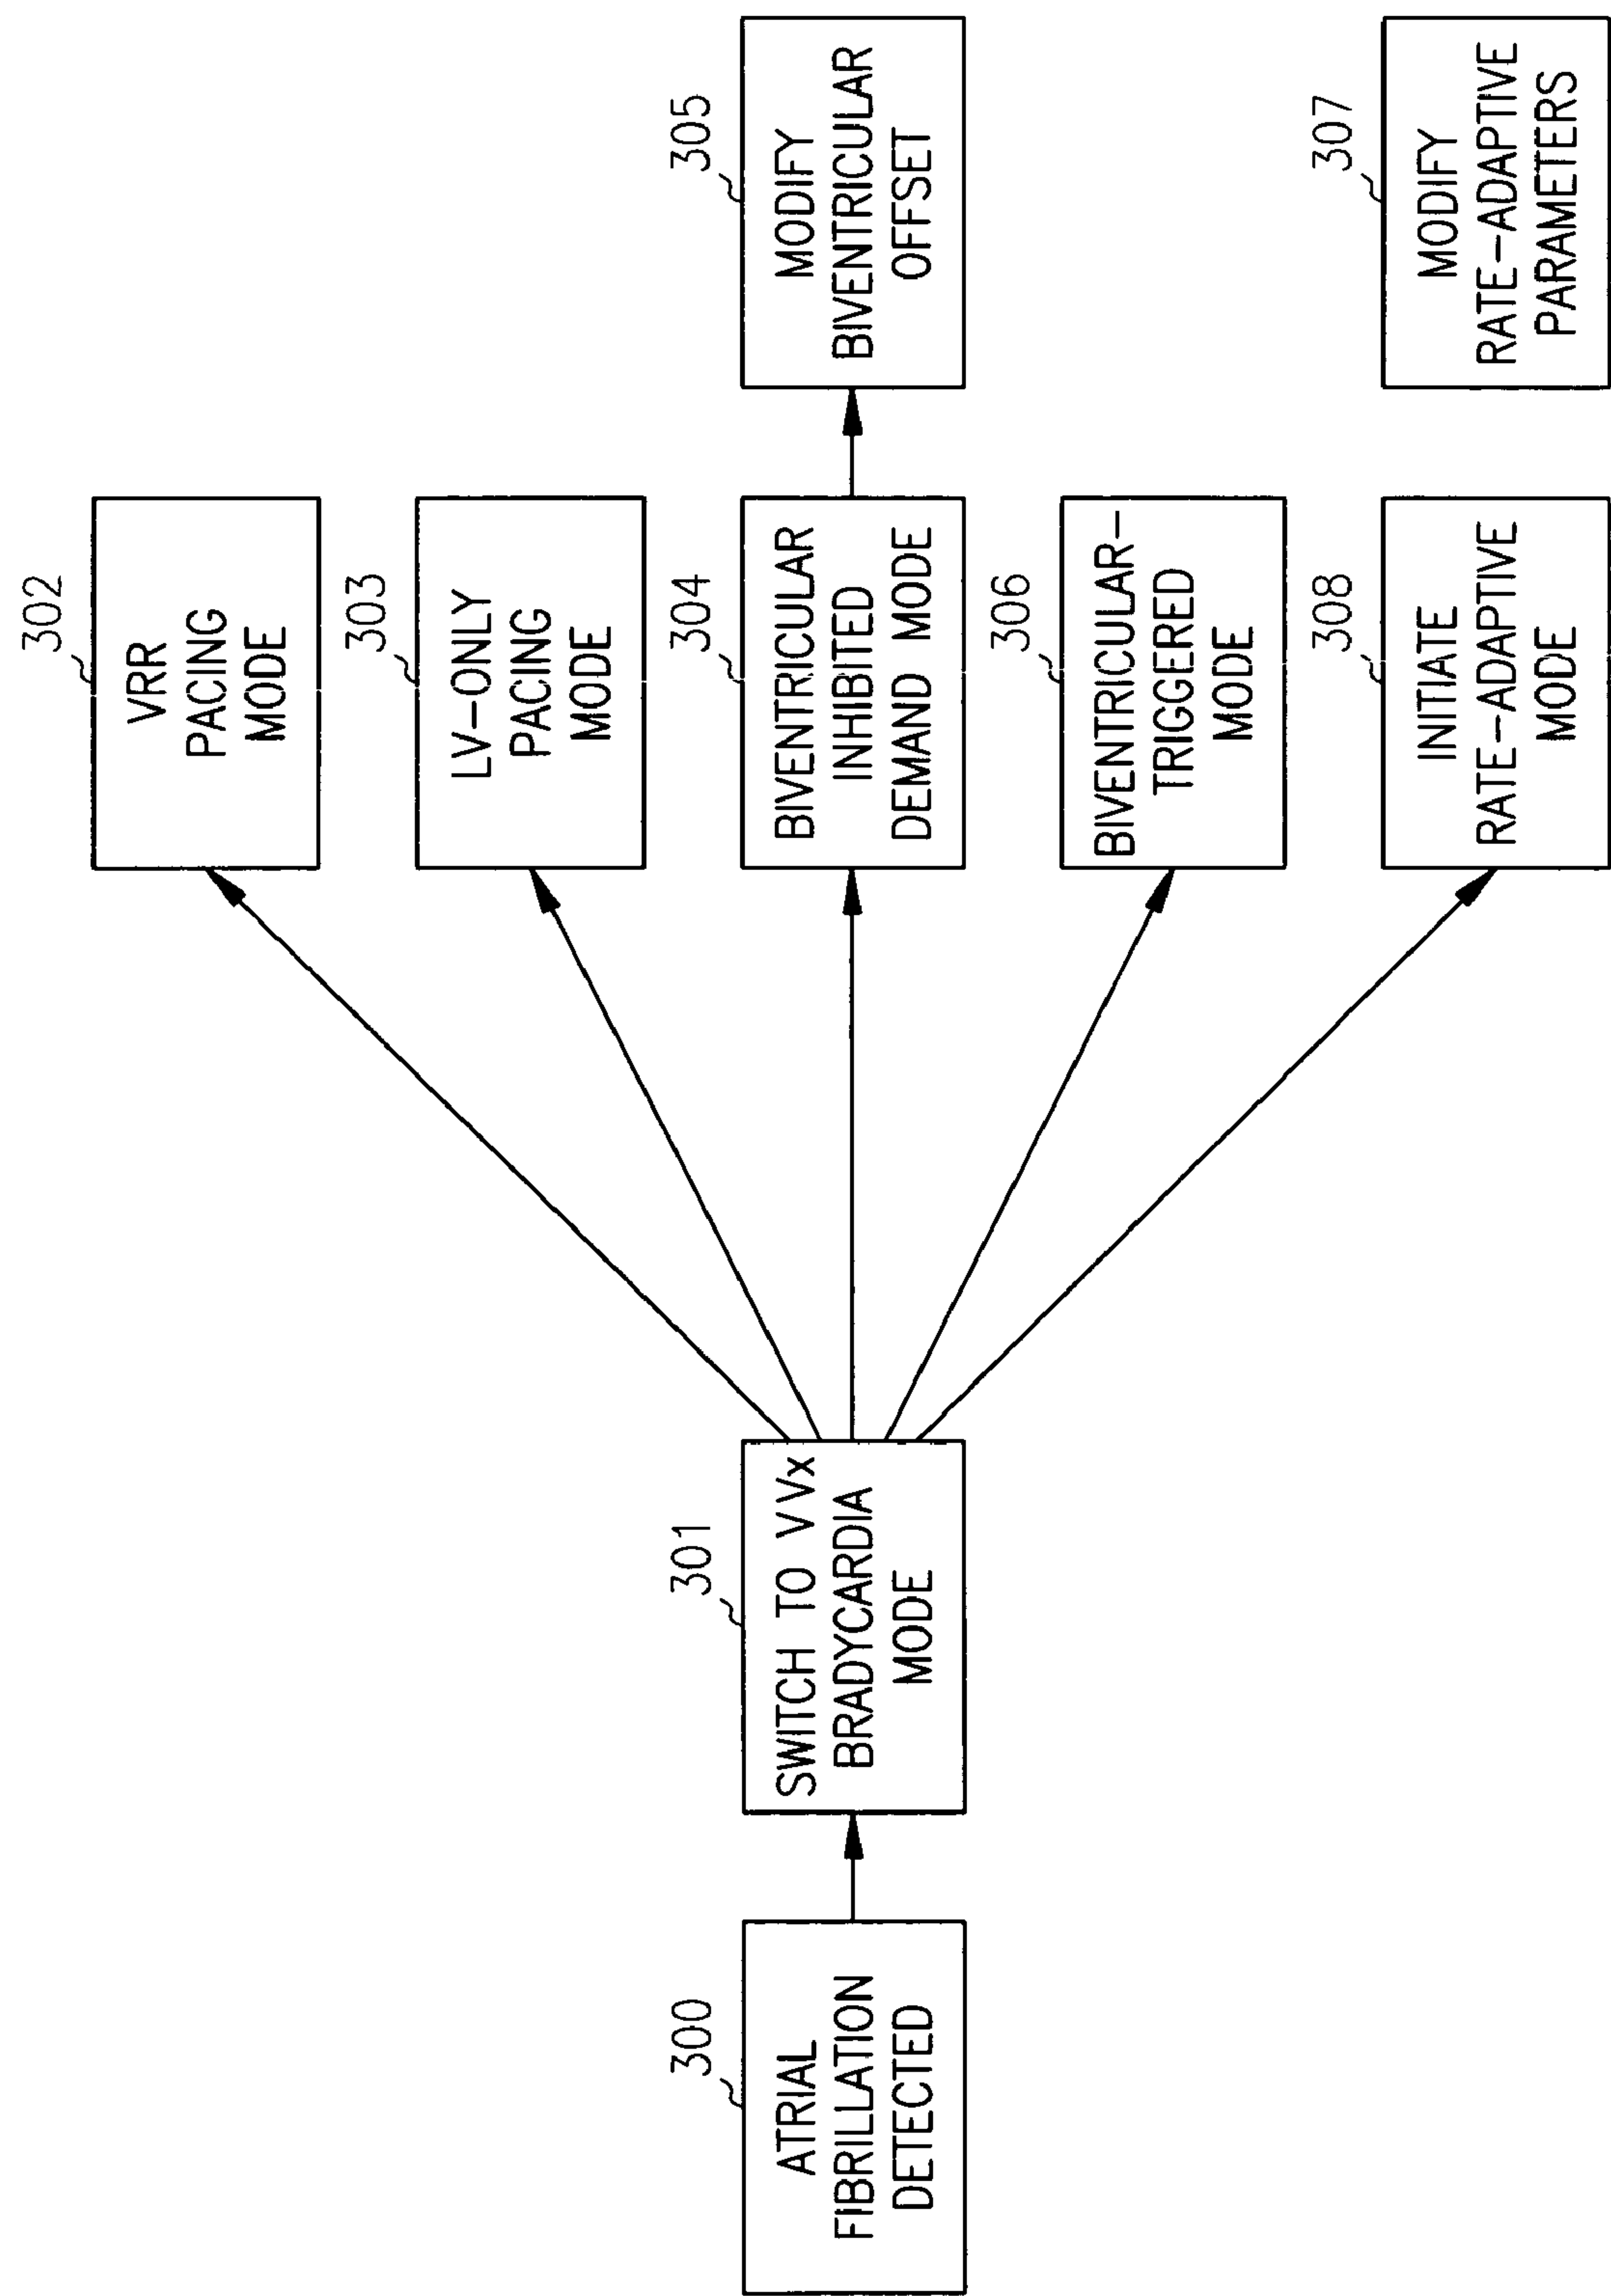 300
ATRIAL
FIBRILLATION
DETECTED
301
SWITCH TO VVx
BRADYCARDIA
MODE
302
VRR
PACING
MODE
303
LV-ONLY
PACING
MODE
304
BIVENTRICULAR
INHIBITED
DEMAND MODE
305
MODIFY
BIVENTRICULAR
OFFSET
306
BIVENTRICULAR-
TRIGGERED
MODE
308
INITIATE
RATE-ADAPTIVE
MODE
307
MODIFY
RATE-ADAPTIVE
PARAMETERS